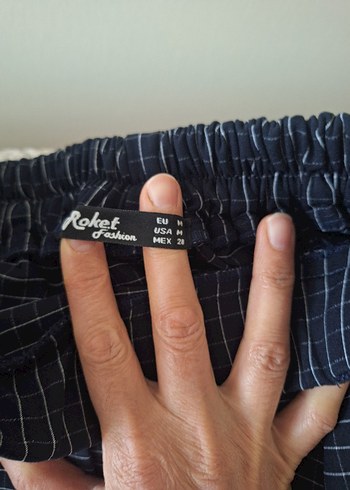 Roket
Fashion
EU M
USA M
MEX 28